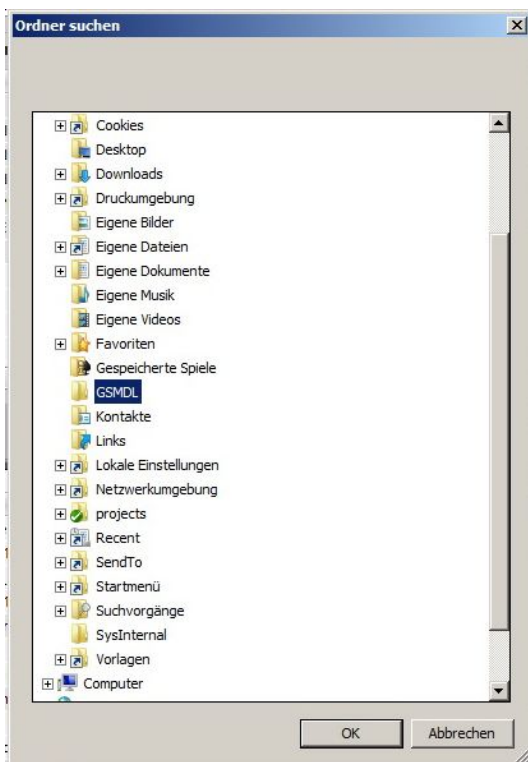 Ordner suchen
Cookies
Desktop
Downloads
Druckumgebung
Eigene Bilder
Eigene Dateien
Eigene Dokumente
Eigene Musik
Eigene Videos
Favoriten
Gespeicherte Spiele
GSMDL
Kontakte
Links
Lokale Einstellungen
Netzwerkumgebung
projects
Recent
SendTo
Startmenü
Suchvorgänge
SysInternal
Vorlagen
Computer
OK Abbrechen